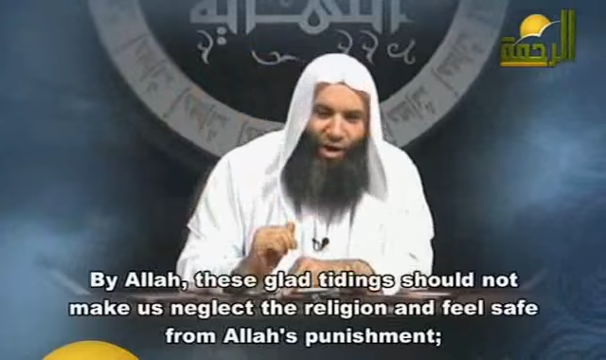 النهاية
الرحمة
By Allah, these glad tidings should not
make us neglect the religion and feel safe
from Allah's punishment;